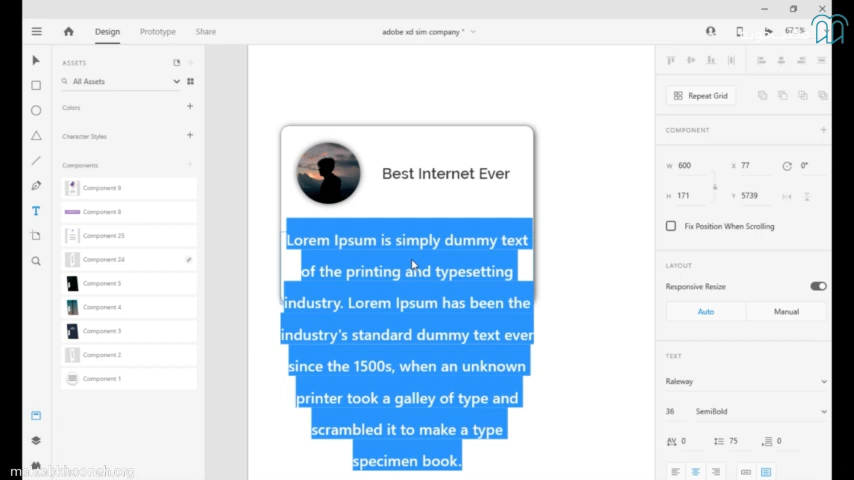 Design
Prototype
Share
adobe xd sim company *
ASSETS
All Assets
Colors
Character Styles
Components
Component 9
Component 8
Component 25
Component 24
Component 5
Component 4
Component 3
Component 2
Component 1
Best Internet Ever
Lorem Ipsum is simply dummy text
of the printing and typesetting
industry. Lorem Ipsum has been the
industry's standard dummy text ever
since the 1500s, when an unknown
printer took a galley of type and
scrambled it to make a type
specimen book.
Repeat Grid
COMPONENT
W 600
X 77
0°
H 171
Y 5739
Fix Position When Scrolling
LAYOUT
Responsive Resize
Auto
Manual
TEXT
Raleway
36
SemiBold
AV 0
75
0
maktabkhooneh.org